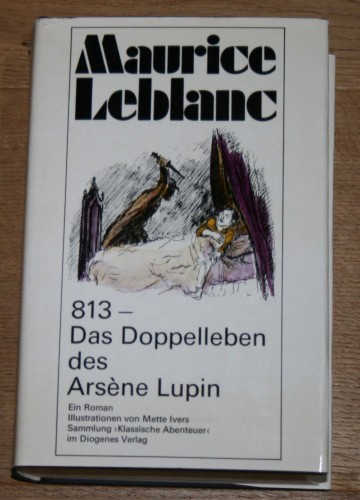 Maurice
Leblanc
813 –
Das Doppelleben
des
Arsène Lupin
Ein Roman
Illustrationen von Mette Ivers
Sammlung ›Klassische Abenteuer‹
im Diogenes Verlag